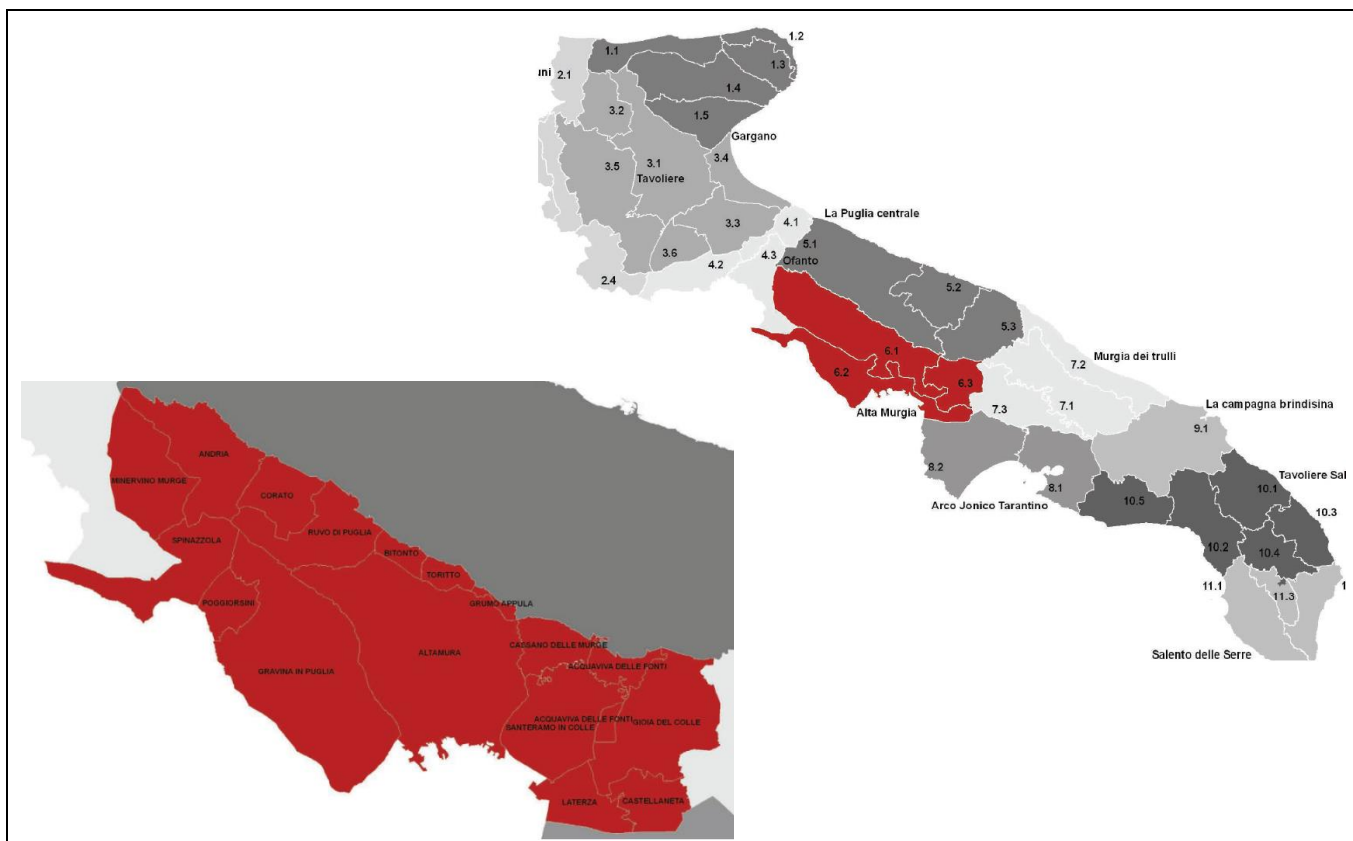 1.1
1.2
uni
2.1
1.3
1.4
3.2
1.5
Gargano
3.4
3.5
3.1
Tavoliere
La Puglia centrale
3.3
4.1
5.1
3.6
4.3
4.2
Ofanto
2.4
5.2
5.3
6.1
Murgia dei trulli
7.2
6.2
6.3
Alta Murgia
7.3
7.1
La campagna brindisina
9.1
8.2
8.1
Arco Jonico Tarantino
10.5
Tavoliere Sal
10.1
10.3
10.2
10.4
11.1
11.3
1
Salento delle Serre
ANDRIA
MINERVINO MURGE
CORATO
RUVO DI PUGLIA
SPINAZZOLA
BITONTO
TORITTO
POGGIORSINI
GRUMO APPULA
CASSANO DELLE MURGE
ALTAMURA
ACQUAVIVA DELLE FONTI
GRAVINA IN PUGLIA
ACQUAVIVA DELLE FONTI
GIOIA DEL COLLE
SANTERAMO IN COLLE
LATERZA
CASTELLANETA